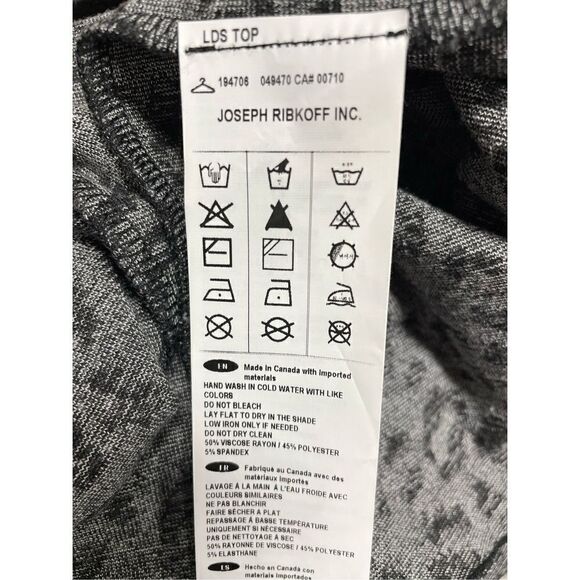 LDS TOP
194706 049470 CA# 00710
JOSEPH RIBKOFF INC.
EN Made in Canada with imported
materials
HAND WASH IN COLD WATER WITH LIKE
COLORS
DO NOT BLEACH
LAY FLAT TO DRY IN THE SHADE
LOW IRON ONLY IF NEEDED
DO NOT DRY CLEAN
50% VISCOSE RAYON / 45% POLYESTER
5% SPANDEX
FR Fabriqué au Canada avec des
matériaux importés
LAVAGE À LA MAIN À L'EAU FROIDE AVEC
COULEURS SIMILAIRES
NE PAS BLANCHIR
FAIRE SÉCHER A PLAT
REPASSAGE À BASSE TEMPÉRATURE
UNIQUEMENT SI NÉCESSAIRE
PAS DE NETTOYAGE À SEC
50% RAYONNE DE VISCOSE / 45% POLYESTER
5% ELASTHANE
ES Hecho en Canada con
materiales importados